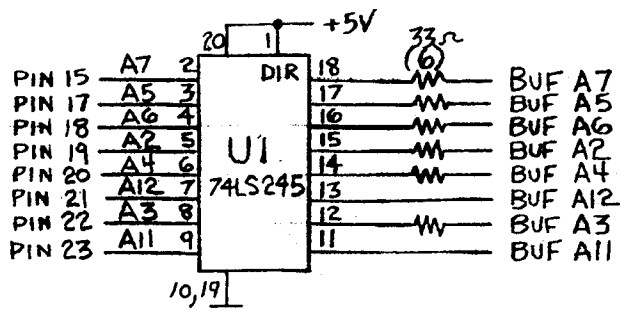 +5V
20 1 33Ω
(6)
PIN 15 A7 2 DIR 18 BUF A7
PIN 17 A5 3 17 BUF A5
PIN 18 A6 4 16 BUF A6
PIN 19 A2 5 U1 15 BUF A2
PIN 20 A4 6 14 BUF A4
PIN 21 A12 7 74LS245 13 BUF A12
PIN 22 A3 8 12 BUF A3
PIN 23 A11 9 11 BUF A11
10,19